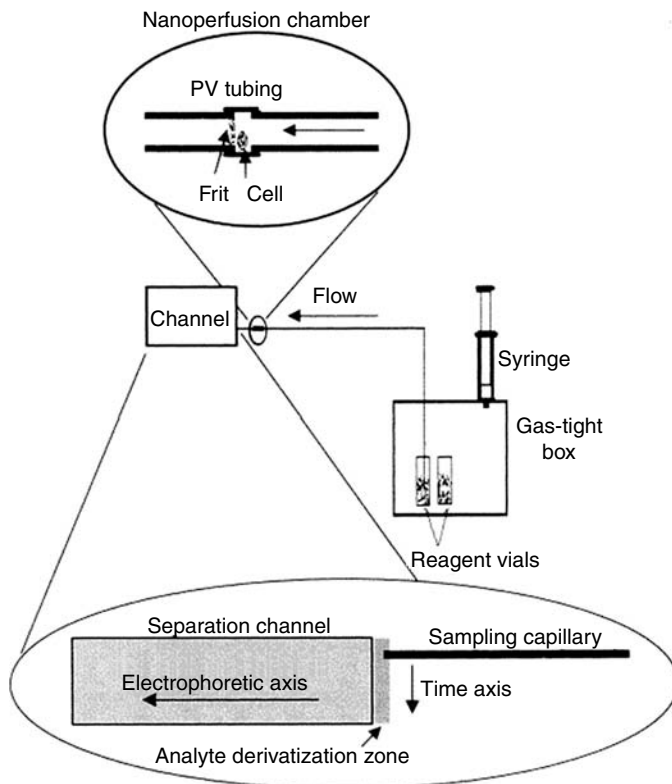 Nanoperfusion chamber
PV tubing
Frit Cell
Flow
Channel
Syringe
Gas-tight
box
Reagent vials
Separation channel
Sampling capillary
Electrophoretic axis
Time axis
Analyte derivatization zone